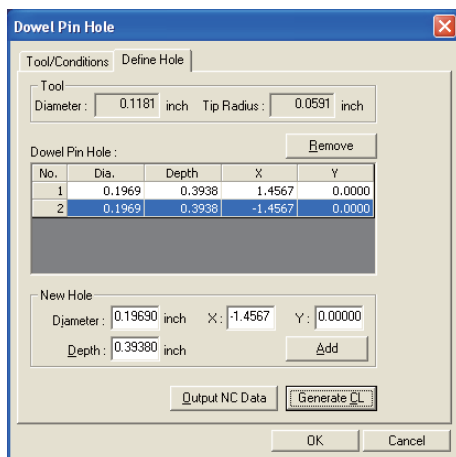 Dowel Pin Hole
Tool/Conditions Define Hole
Tool
Diameter : 0.1181 inch Tip Radius : 0.0591 inch
Remove
Dowel Pin Hole :
No. Dia. Depth X Y
1 0.1969 0.3938 1.4567 0.0000
2 0.1969 0.3938 -1.4567 0.0000
New Hole
Diameter : 0.19690 inch X : -1.4567 Y : 0.00000
Depth : 0.39380 inch Add
Output NC Data Generate CL
OK Cancel